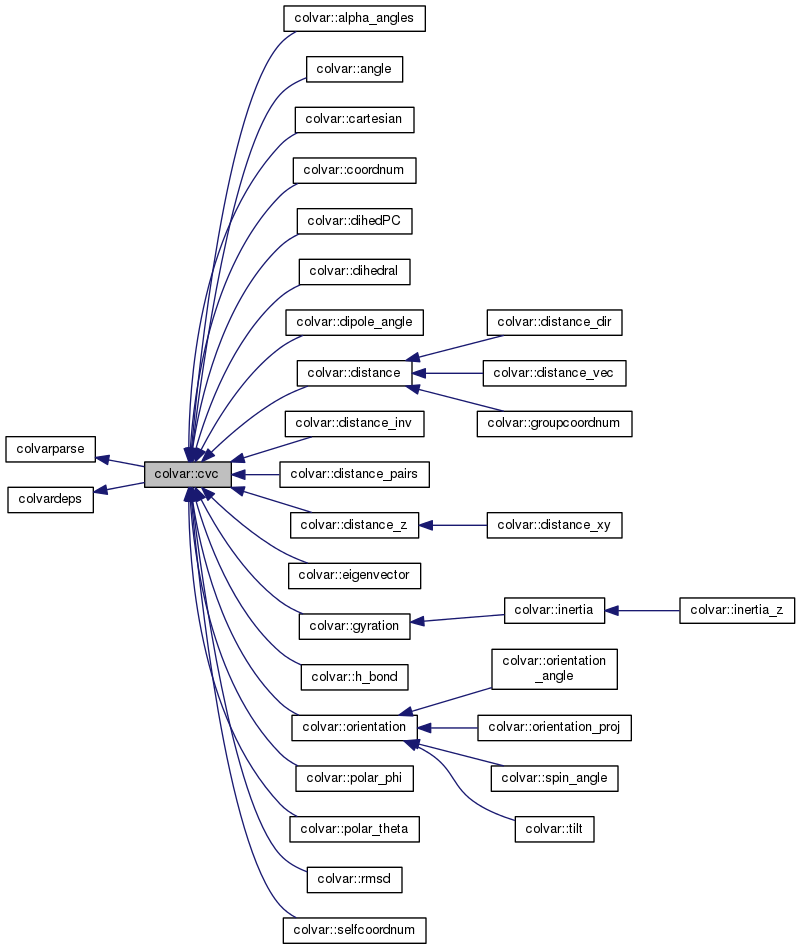 colvar::alpha_angles
colvar::angle
colvar::cartesian
colvar::coordnum
colvar::dihedPC
colvar::dihedral
colvar::dipole_angle
colvar::distance_dir
colvar::distance
colvar::distance_vec
colvar::distance_inv
colvar::groupcoordnum
colvarparse
colvar::cvc
colvar::distance_pairs
colvardeps
colvar::distance_z
colvar::distance_xy
colvar::eigenvector
colvar::gyration
colvar::inertia
colvar::inertia_z
colvar::h_bond
colvar::orientation
_angle
colvar::orientation
colvar::orientation_proj
colvar::polar_phi
colvar::spin_angle
colvar::polar_theta
colvar::tilt
colvar::rmsd
colvar::selfcoordnum